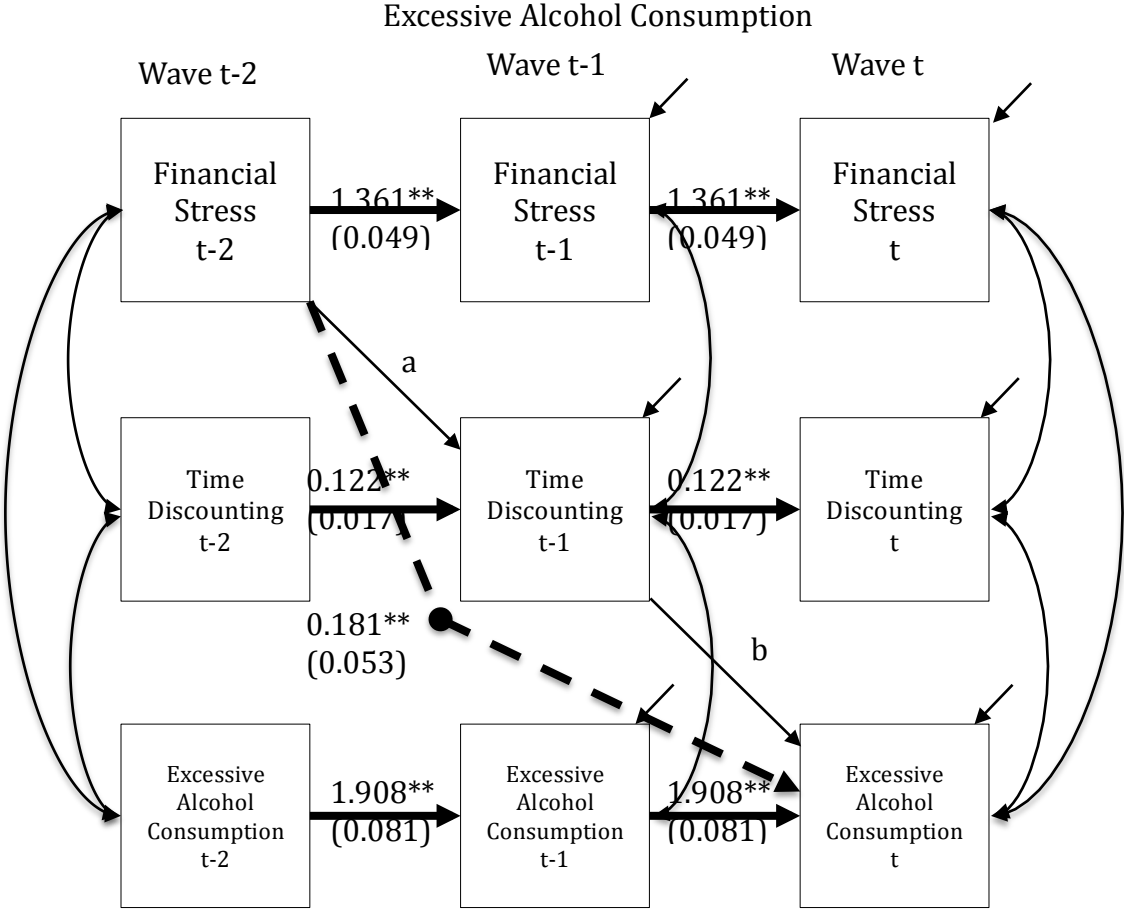 Excessive Alcohol Consumption
Wave t-2
Wave t-1
Wave t
Financial
Stress
t-2
1.361**
(0.049)
Financial
Stress
t-1
1.361**
(0.049)
Financial
Stress
t
a
Time
Discounting
t-2
0.122**
(0.017)
Time
Discounting
t-1
0.122**
(0.017)
Time
Discounting
t
0.181**
(0.053)
b
Excessive
Alcohol
Consumption
t-2
1.908**
(0.081)
Excessive
Alcohol
Consumption
t-1
1.908**
(0.081)
Excessive
Alcohol
Consumption
t